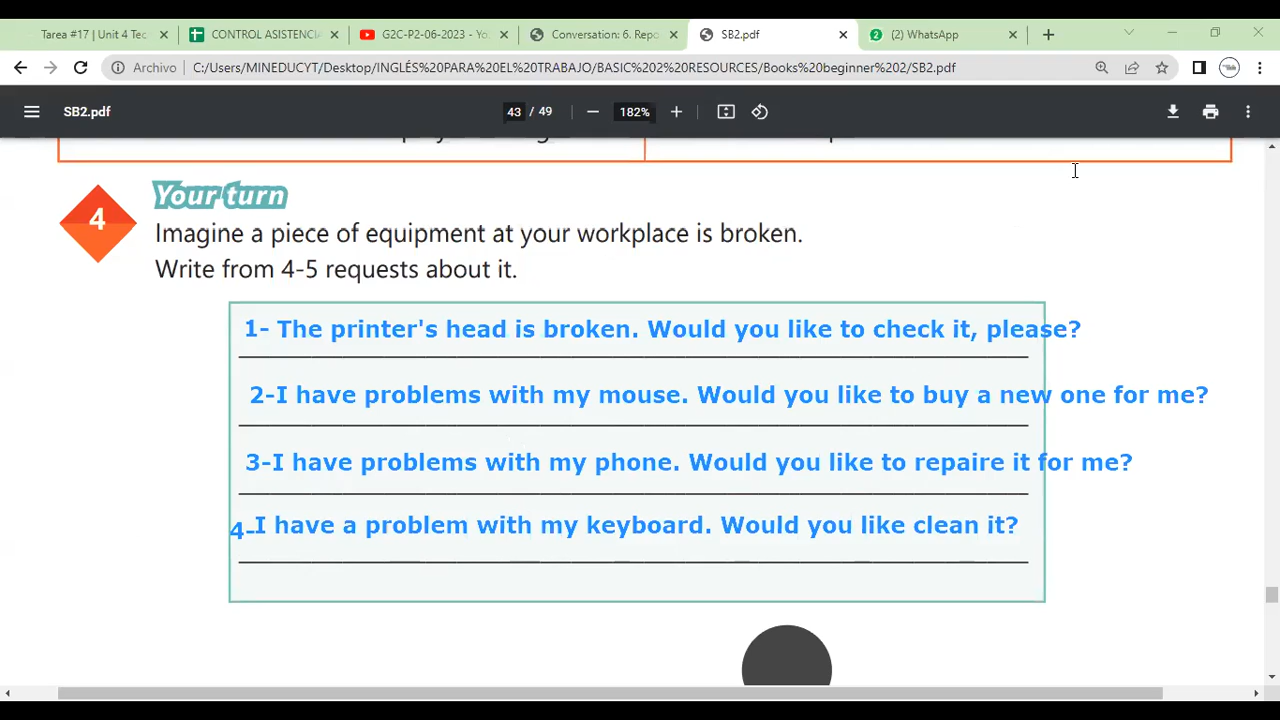 Tarea #17 | Unit 4 Tec
CONTROL ASISTENCIA
G2C-P2-06-2023 - Yo
Conversation: 6. Repo
SB2.pdf
(2) WhatsApp
Archivo
C:/Users/MINEDUCYT/Desktop/INGLÉS%20PARA%20EL%20TRABAJO/BASIC%202%20RESOURCES/Books%20beginner%202/SB2.pdf
SB2.pdf
43 / 49
182%
4
Your turn
Imagine a piece of equipment at your workplace is broken.
Write from 4-5 requests about it.
1- The printer's head is broken. Would you like to check it, please?
2-I have problems with my mouse. Would you like to buy a new one for me?
3-I have problems with my phone. Would you like to repaire it for me?
4-I have a problem with my keyboard. Would you like clean it?